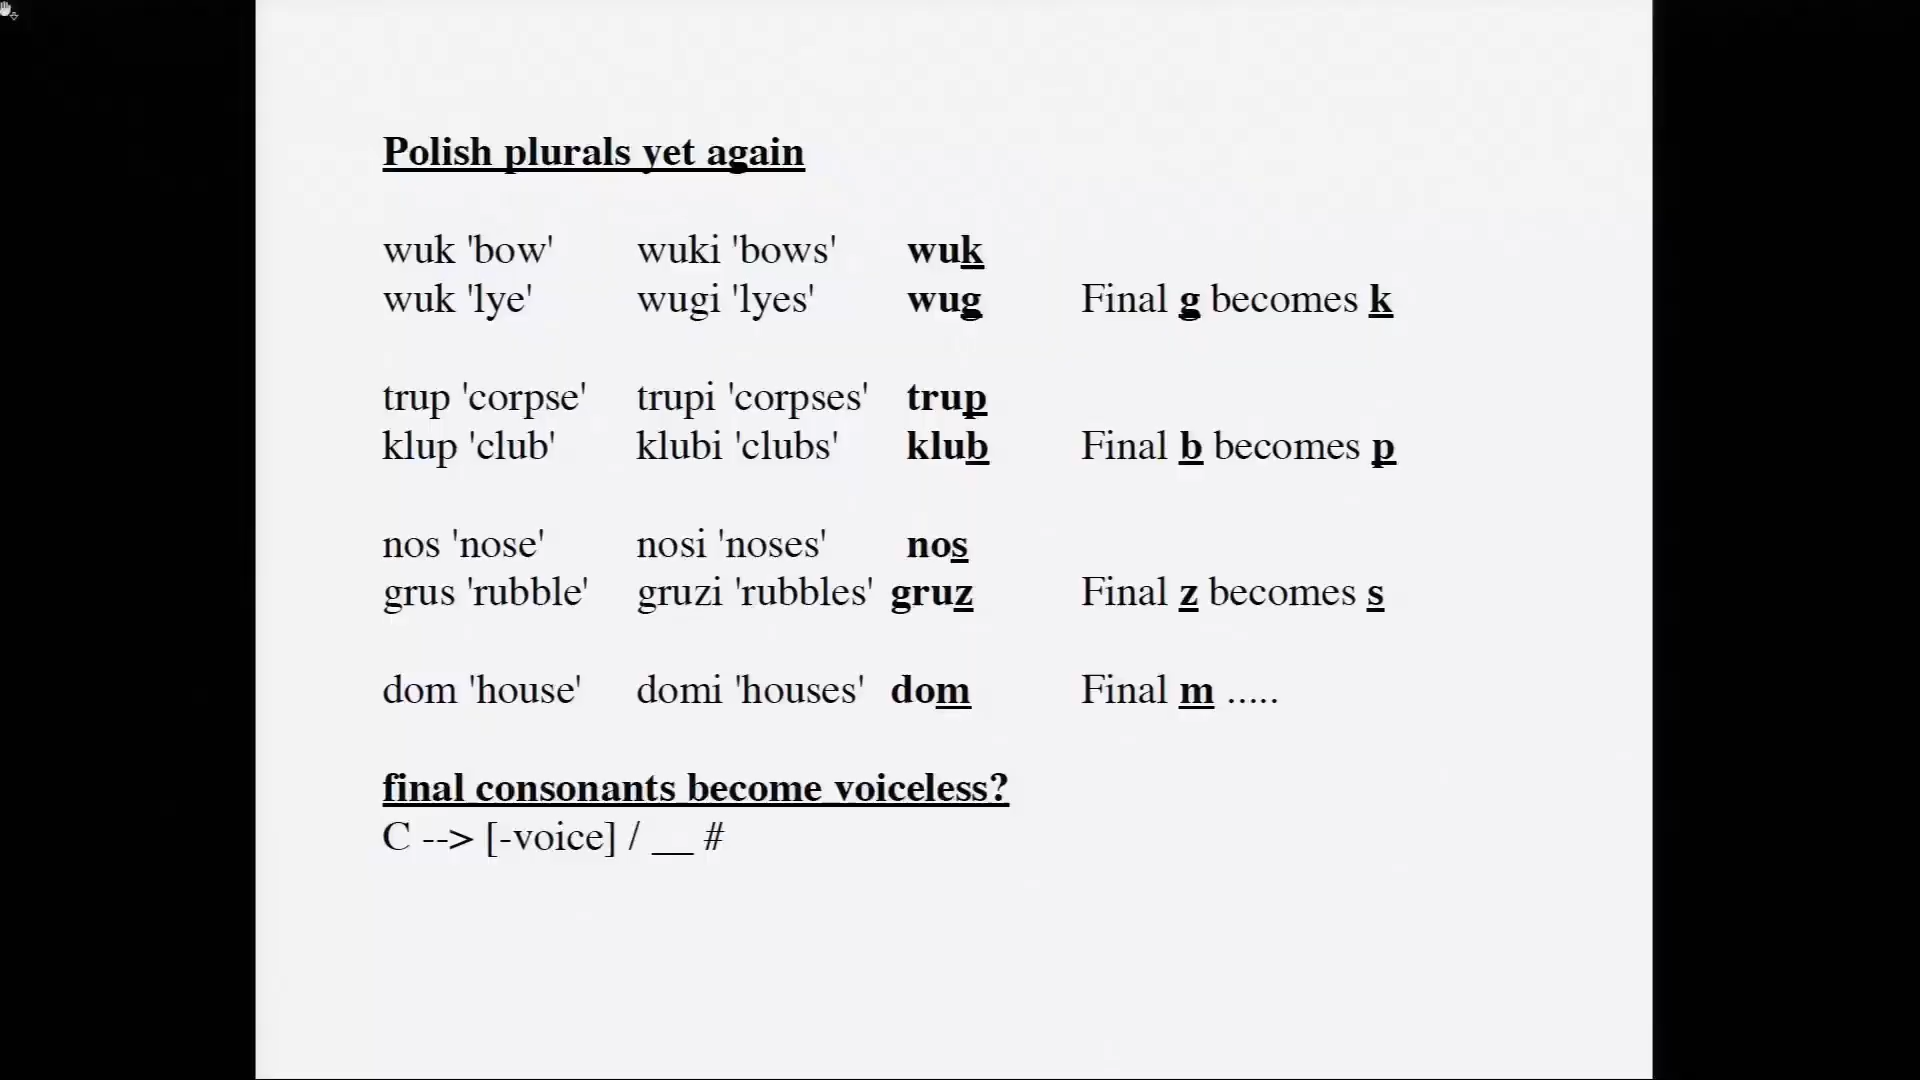 Polish plurals yet again
wuk 'bow' wuki 'bows' wuk
wuk 'lye' wugi 'lyes' wug Final g becomes k
trup 'corpse' trupi 'corpses' trup
klup 'club' klubi 'clubs' klub Final b becomes p
nos 'nose' nosi 'noses' nos
grus 'rubble' gruzi 'rubbles' gruz Final z becomes s
dom 'house' domi 'houses' dom Final m .....
final consonants become voiceless?
C --> [-voice] / __ #